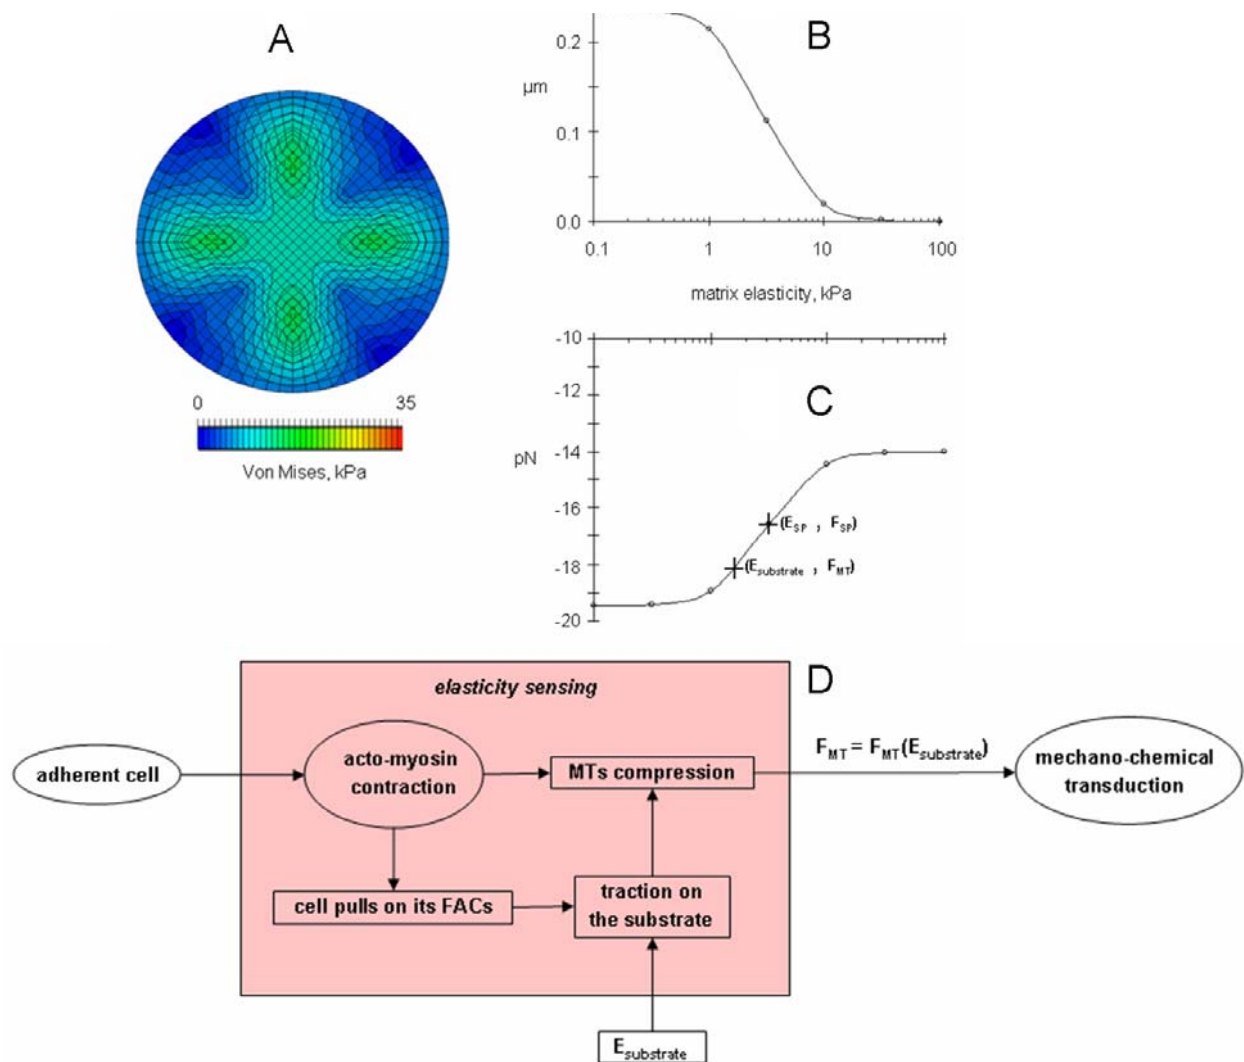 A
0 35
Von Mises, kPa
B
0.2
µm
0.1
0.0
0.1 1 10 100
matrix elasticity, kPa
C
-10
-12
-14
pN
-16
(E_SP , F_SP)
-18
(E_substrate , F_MT)
-20
D
elasticity sensing
adherent cell
acto-myosin
contraction
MTs compression
F_MT = F_MT(E_substrate)
mechano-chemical
transduction
cell pulls on its FACs
traction on
the substrate
E_substrate